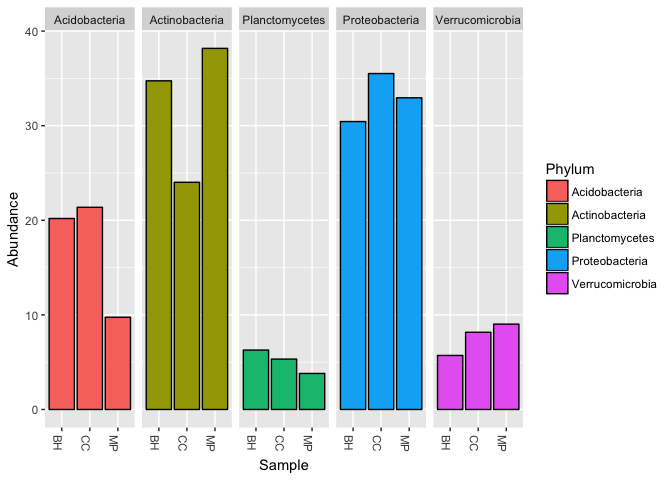 Acidobacteria Actinobacteria Planctomycetes Proteobacteria Verrucomicrobia
40
30
20
10
0
Abundance
BH CC MP BH CC MP BH CC MP BH CC MP BH CC MP
Sample
Phylum
Acidobacteria
Actinobacteria
Planctomycetes
Proteobacteria
Verrucomicrobia